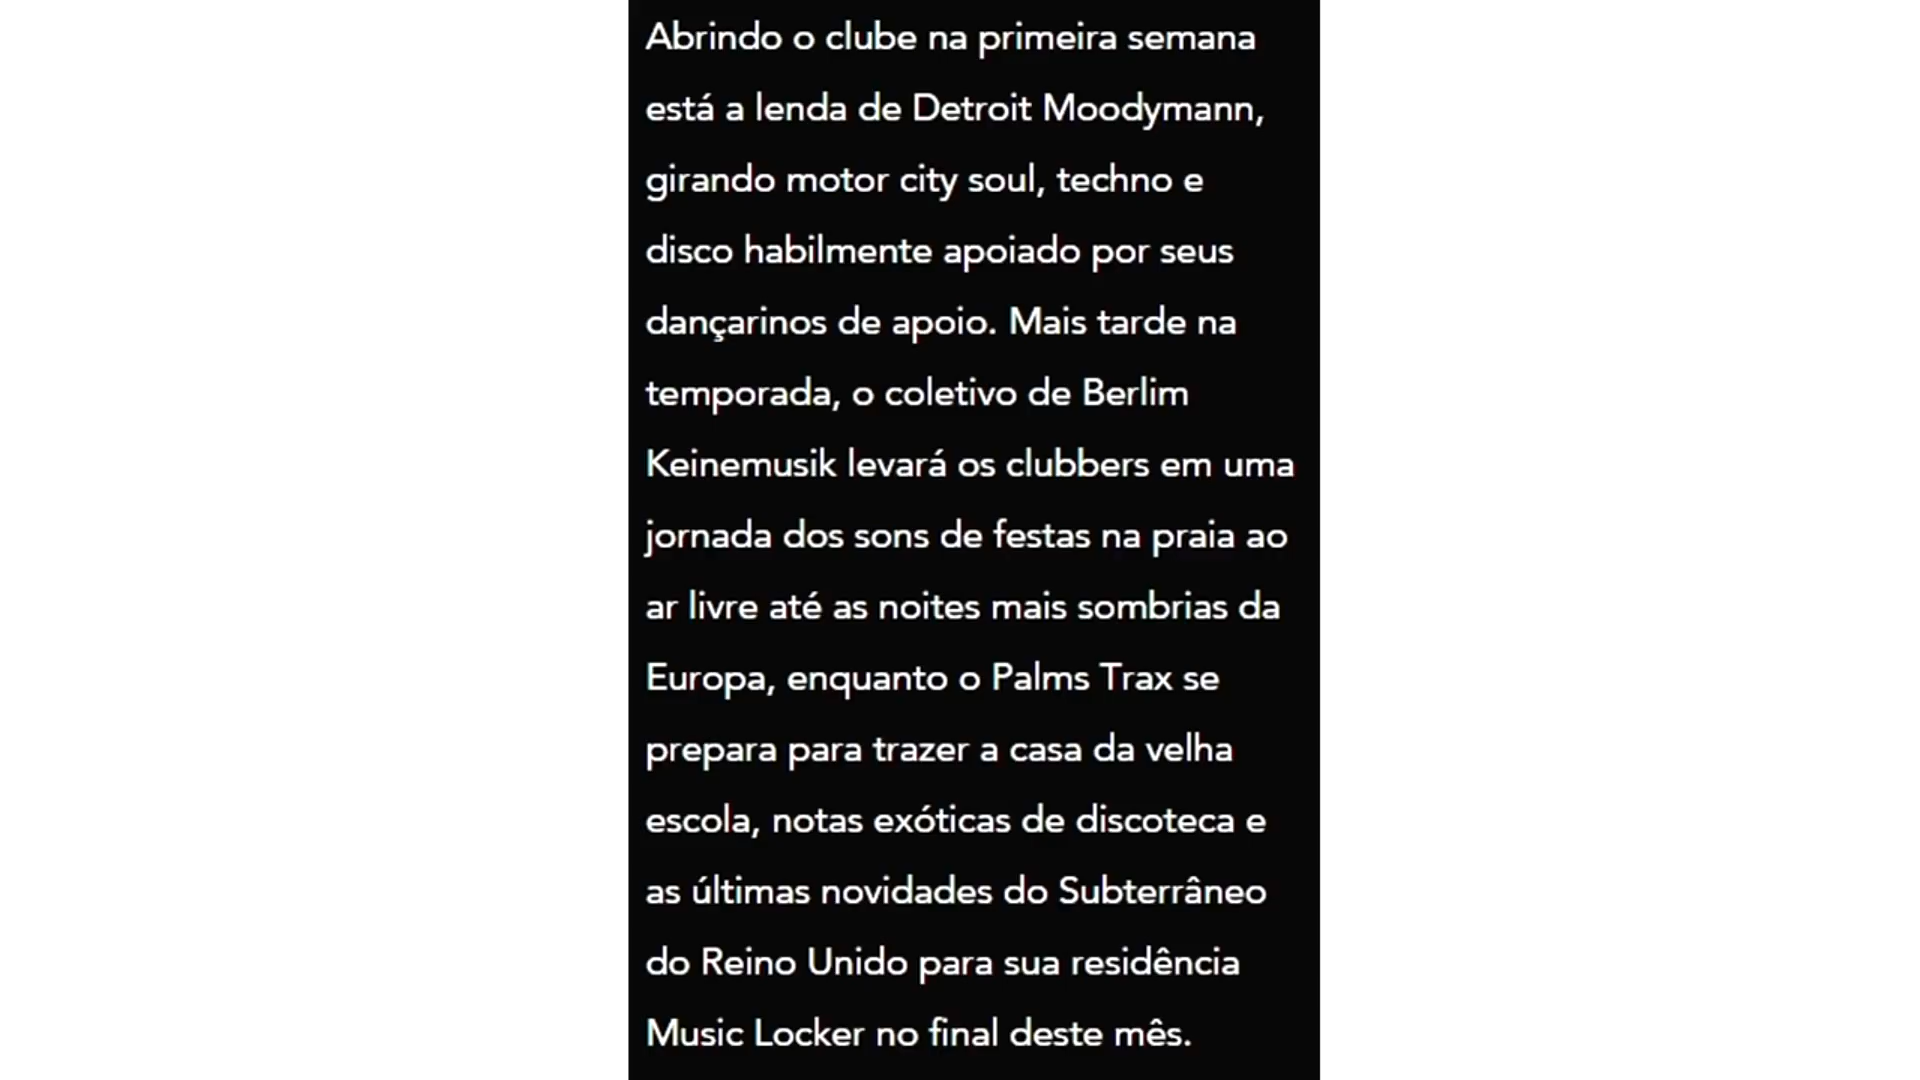 Abrindo o clube na primeira semana
está a lenda de Detroit Moodymann,
girando motor city soul, techno e
disco habilmente apoiado por seus
dançarinos de apoio. Mais tarde na
temporada, o coletivo de Berlim
Keinemusik levará os clubbers em uma
jornada dos sons de festas na praia ao
ar livre até as noites mais sombrias da
Europa, enquanto o Palms Trax se
prepara para trazer a casa da velha
escola, notas exóticas de discoteca e
as últimas novidades do Subterrâneo
do Reino Unido para sua residência
Music Locker no final deste mês.